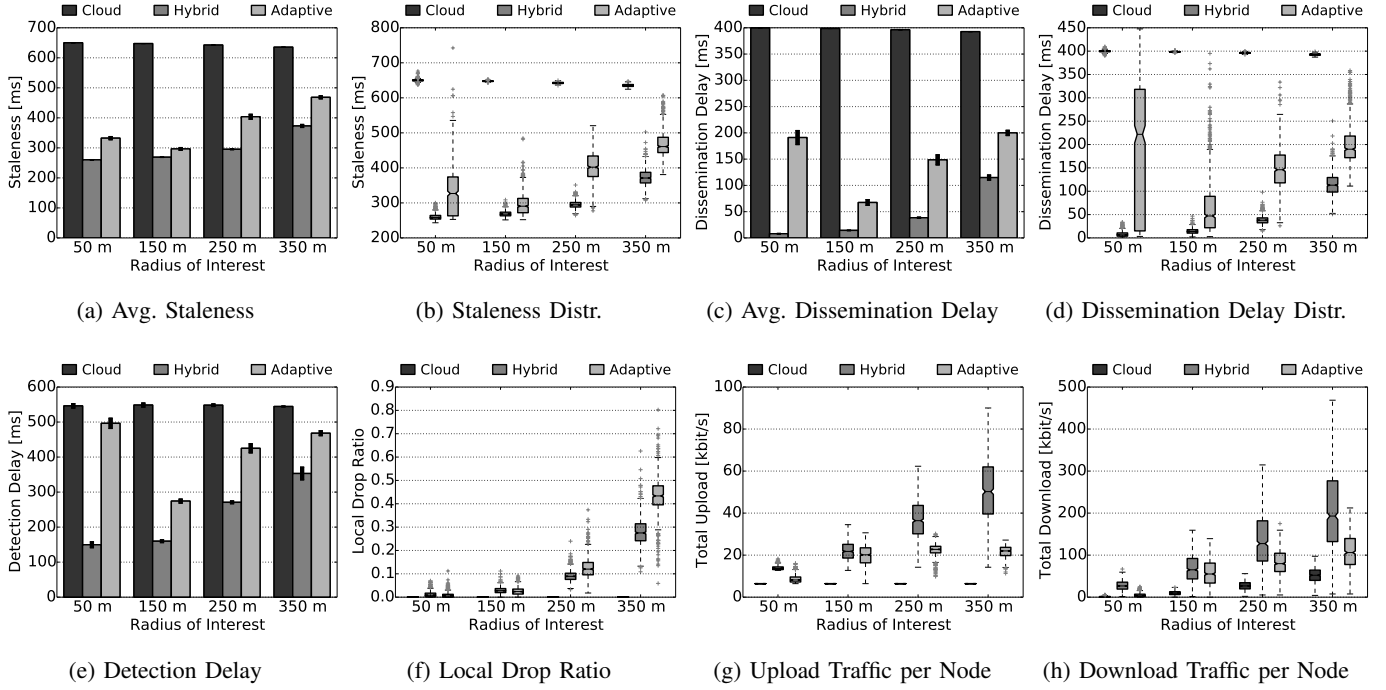 Cloud Hybrid Adaptive
700
600
500
400
300
200
100
0
Staleness [ms]
50 m 150 m 250 m 350 m
Radius of Interest
(a) Avg. Staleness
Cloud Hybrid Adaptive
800
700
600
500
400
300
200
Staleness [ms]
50 m 150 m 250 m 350 m
Radius of Interest
(b) Staleness Distr.
Cloud Hybrid Adaptive
400
350
300
250
200
150
100
50
0
Dissemination Delay [ms]
50 m 150 m 250 m 350 m
Radius of Interest
(c) Avg. Dissemination Delay
Cloud Hybrid Adaptive
450
400
350
300
250
200
150
100
50
0
Dissemination Delay [ms]
50 m 150 m 250 m 350 m
Radius of Interest
(d) Dissemination Delay Distr.
Cloud Hybrid Adaptive
600
500
400
300
200
100
0
Detection Delay [ms]
50 m 150 m 250 m 350 m
Radius of Interest
(e) Detection Delay
Cloud Hybrid Adaptive
0.9
0.8
0.7
0.6
0.5
0.4
0.3
0.2
0.1
0.0
Local Drop Ratio
50 m 150 m 250 m 350 m
Radius of Interest
(f) Local Drop Ratio
Cloud Hybrid Adaptive
100
80
60
40
20
0
Total Upload [kbit/s]
50 m 150 m 250 m 350 m
Radius of Interest
(g) Upload Traffic per Node
Cloud Hybrid Adaptive
500
400
300
200
100
0
Total Download [kbit/s]
50 m 150 m 250 m 350 m
Radius of Interest
(h) Download Traffic per Node